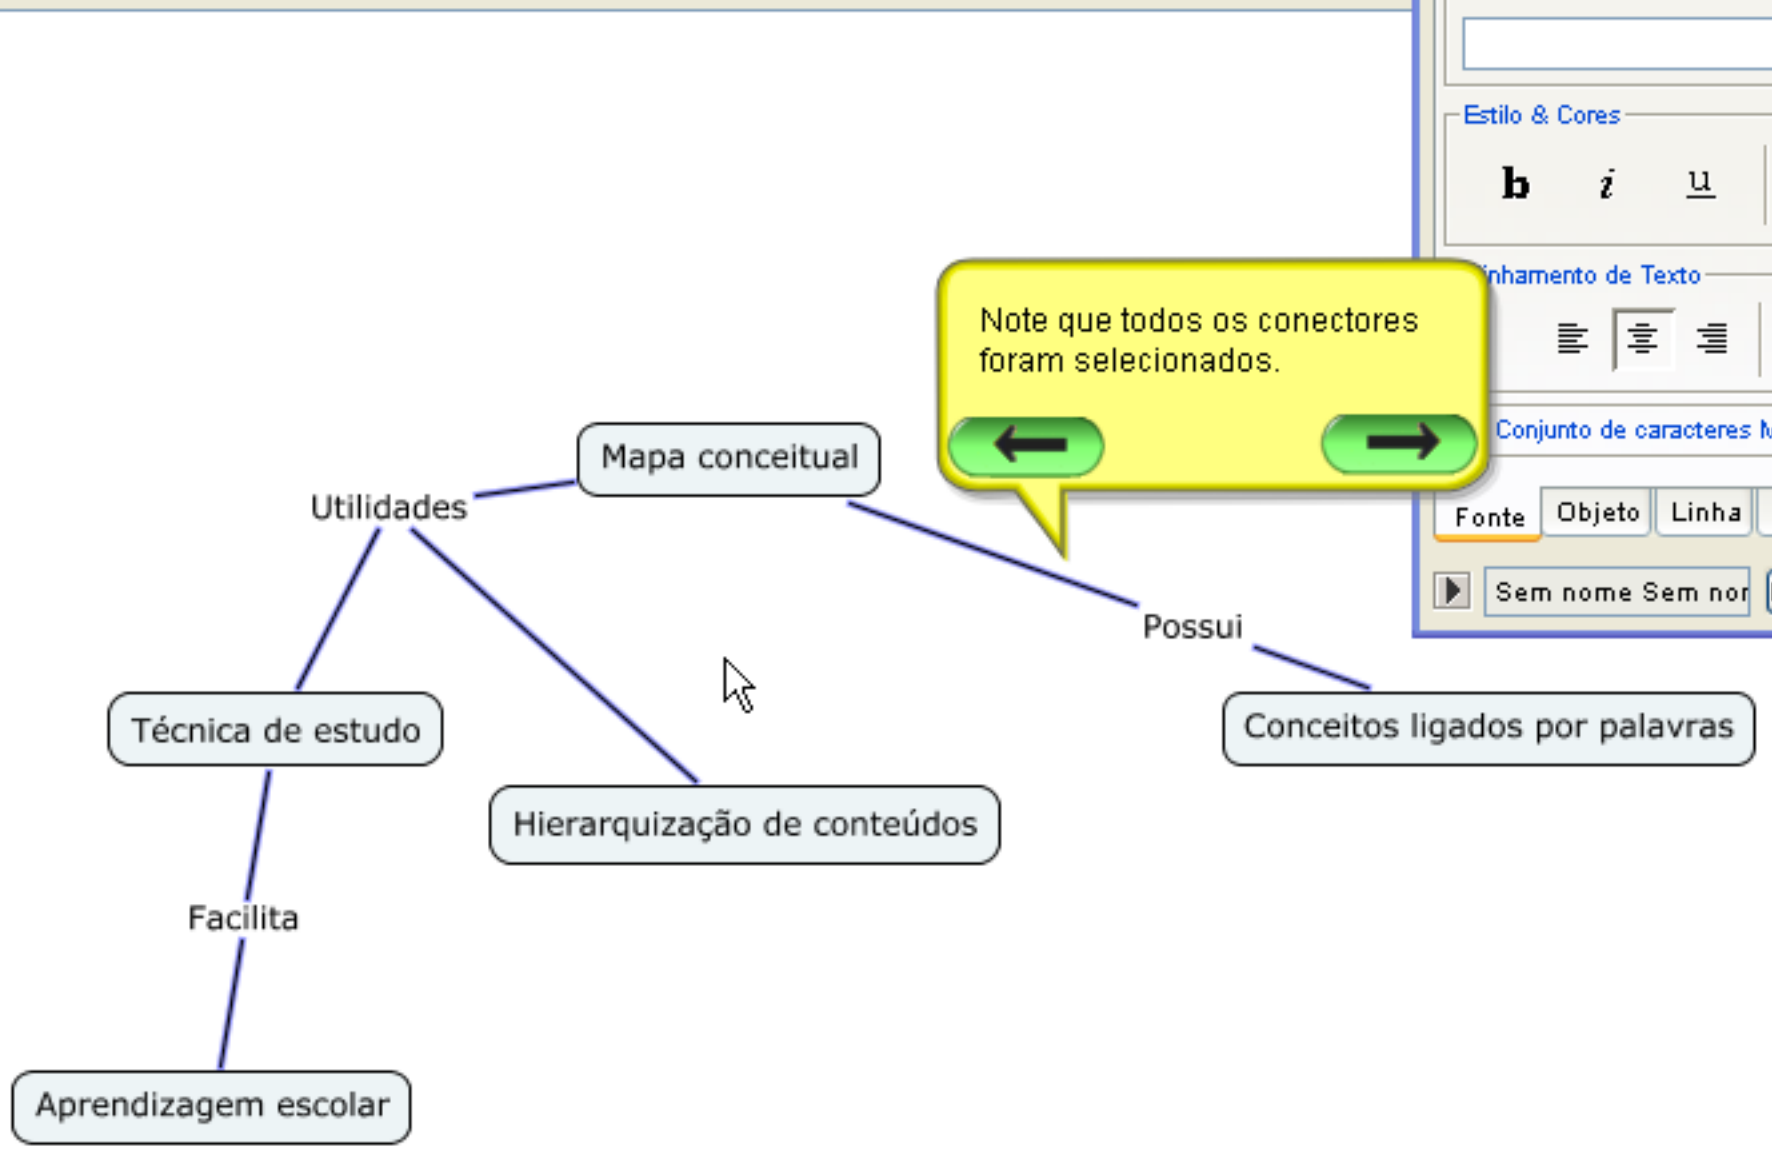 Estilo & Cores
b i u
inhamento de Texto
Note que todos os conectores
foram selecionados.
Conjunto de caracteres
Mapa conceitual
Utilidades
Fonte Objeto Linha
Sem nome Sem nor
Possui
Técnica de estudo
Conceitos ligados por palavras
Hierarquização de conteúdos
Facilita
Aprendizagem escolar